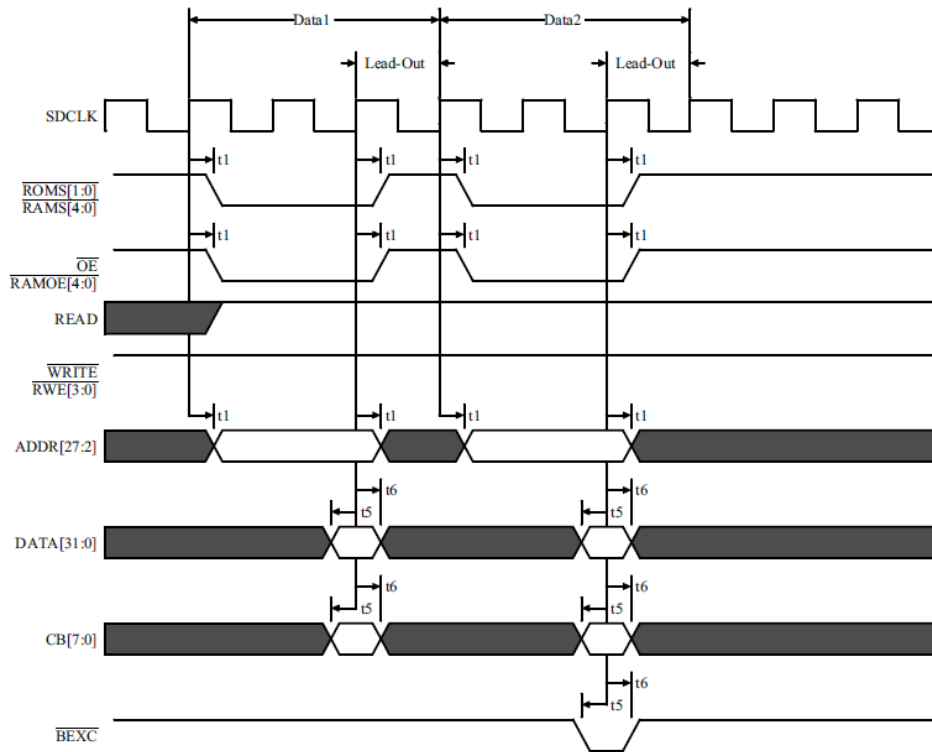 Data1 Data2
Lead-Out Lead-Out
SDCLK
t1 t1 t1 t1
ROMS[1:0]
RAMS[4:0]
t1 t1 t1 t1
OE
RAMOE[4:0]
READ
WRITE
RWE[3:0]
t1 t1 t1 t1
ADDR[27:2]
t6 t6
t5 t5
DATA[31:0]
t6 t6
t5 t5
CB[7:0]
t6
t5
BEXC